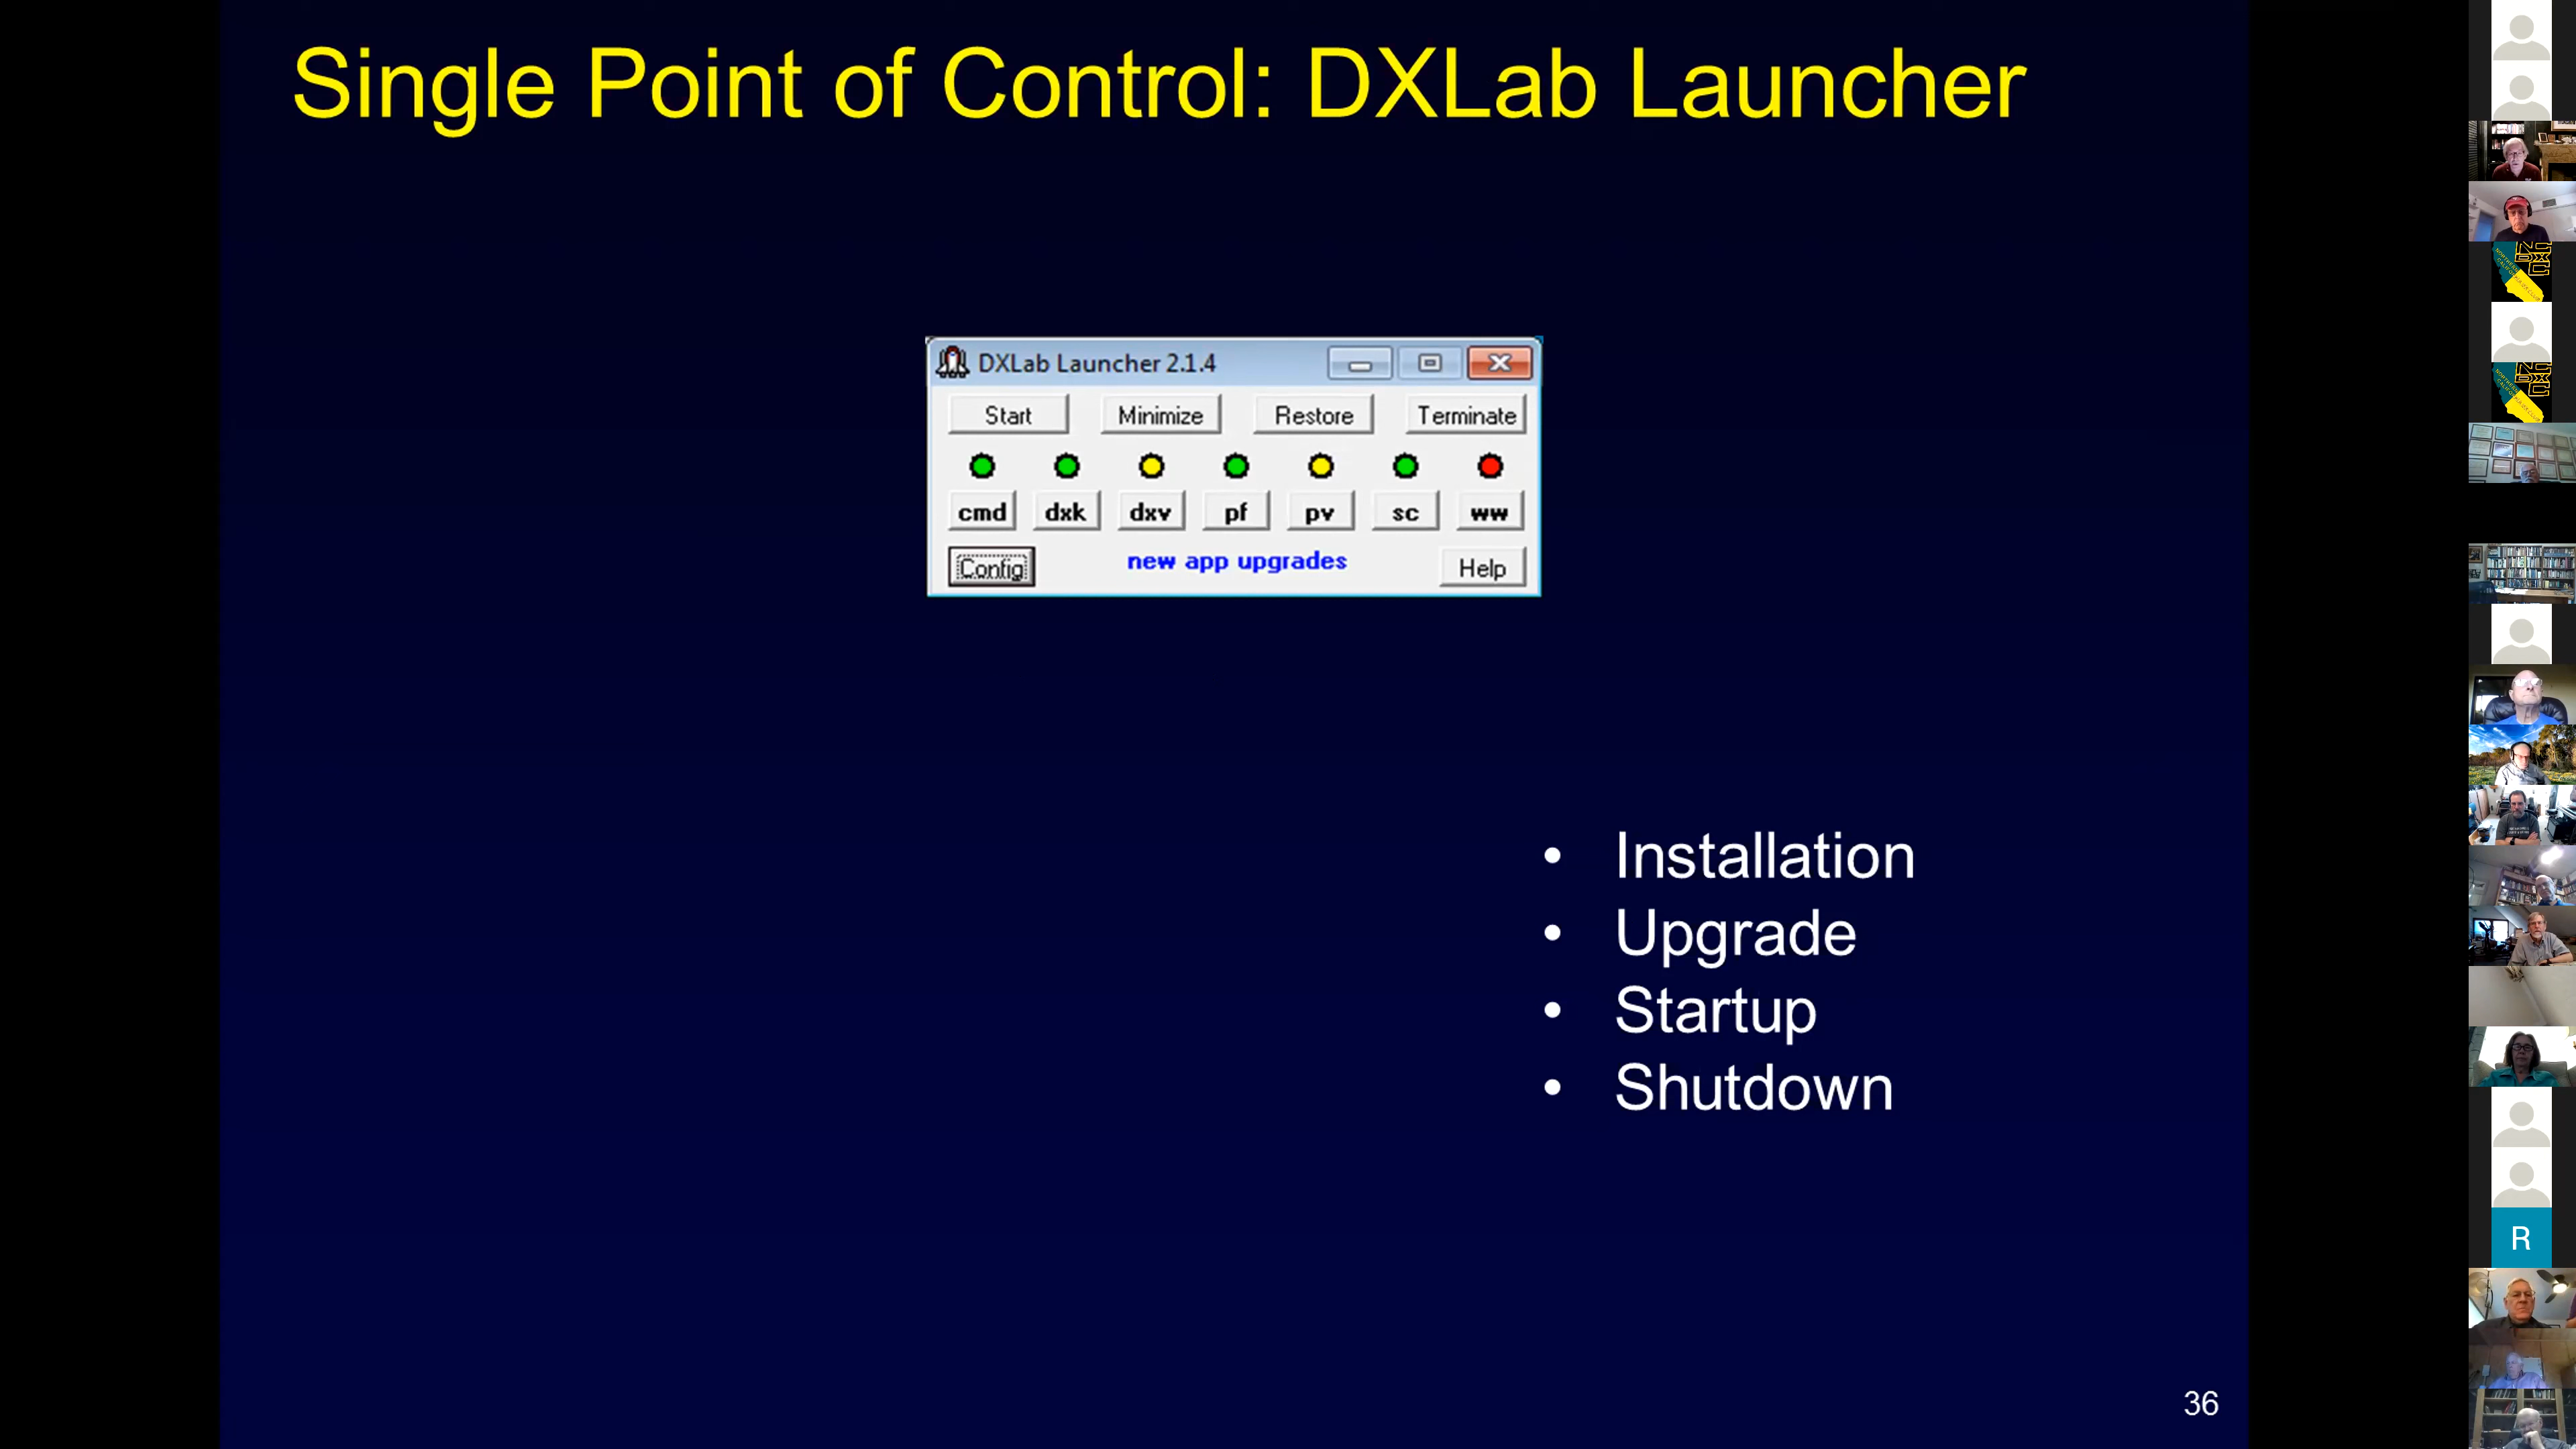 Single Point of Control: DXLab Launcher
DXLab Launcher 2.1.4
Start Minimize Restore Terminate
cmd dxk dxv pf pv sc ww
Config new app upgrades Help
• Installation
• Upgrade
• Startup
• Shutdown
R
36